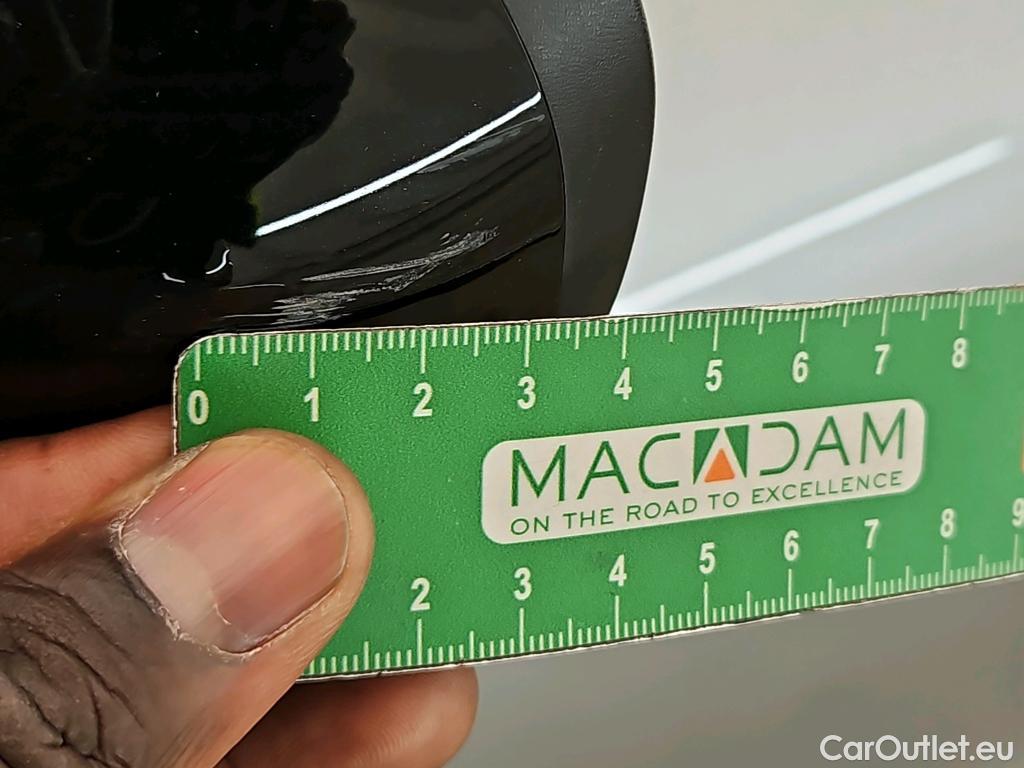 0 1 2 3 4 5 6 7 8
MACADAM
ON THE ROAD TO EXCELLENCE
2 3 4 5 6 7 8 9
CarOutlet.eu